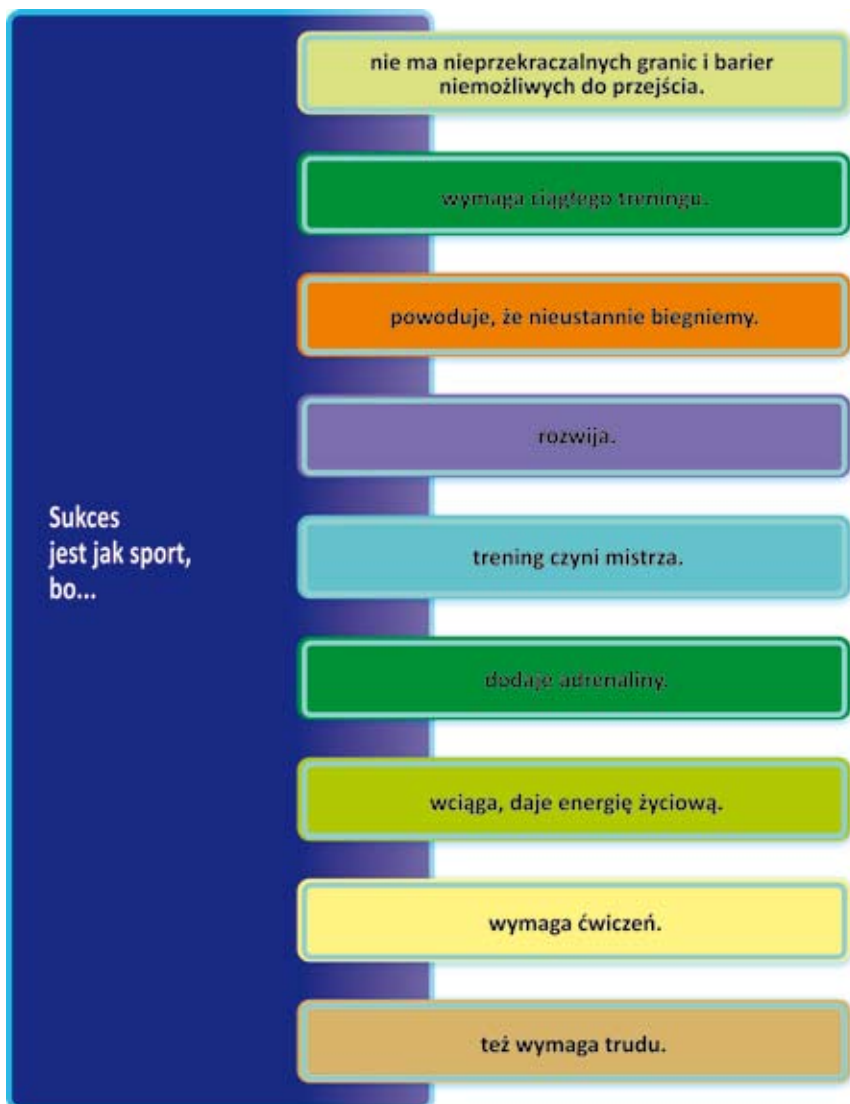 Sukces
jest jak sport,
bo...
nie ma nieprzekraczalnych granic i barier
niemożliwych do przejścia.
wymaga ciągłego treningu.
powoduje, że nieustannie biegniemy.
rozwija.
trening czyni mistrza.
dodaje adrenaliny.
wciąga, daje energię życiową.
wymaga ćwiczeń.
też wymaga trudu.